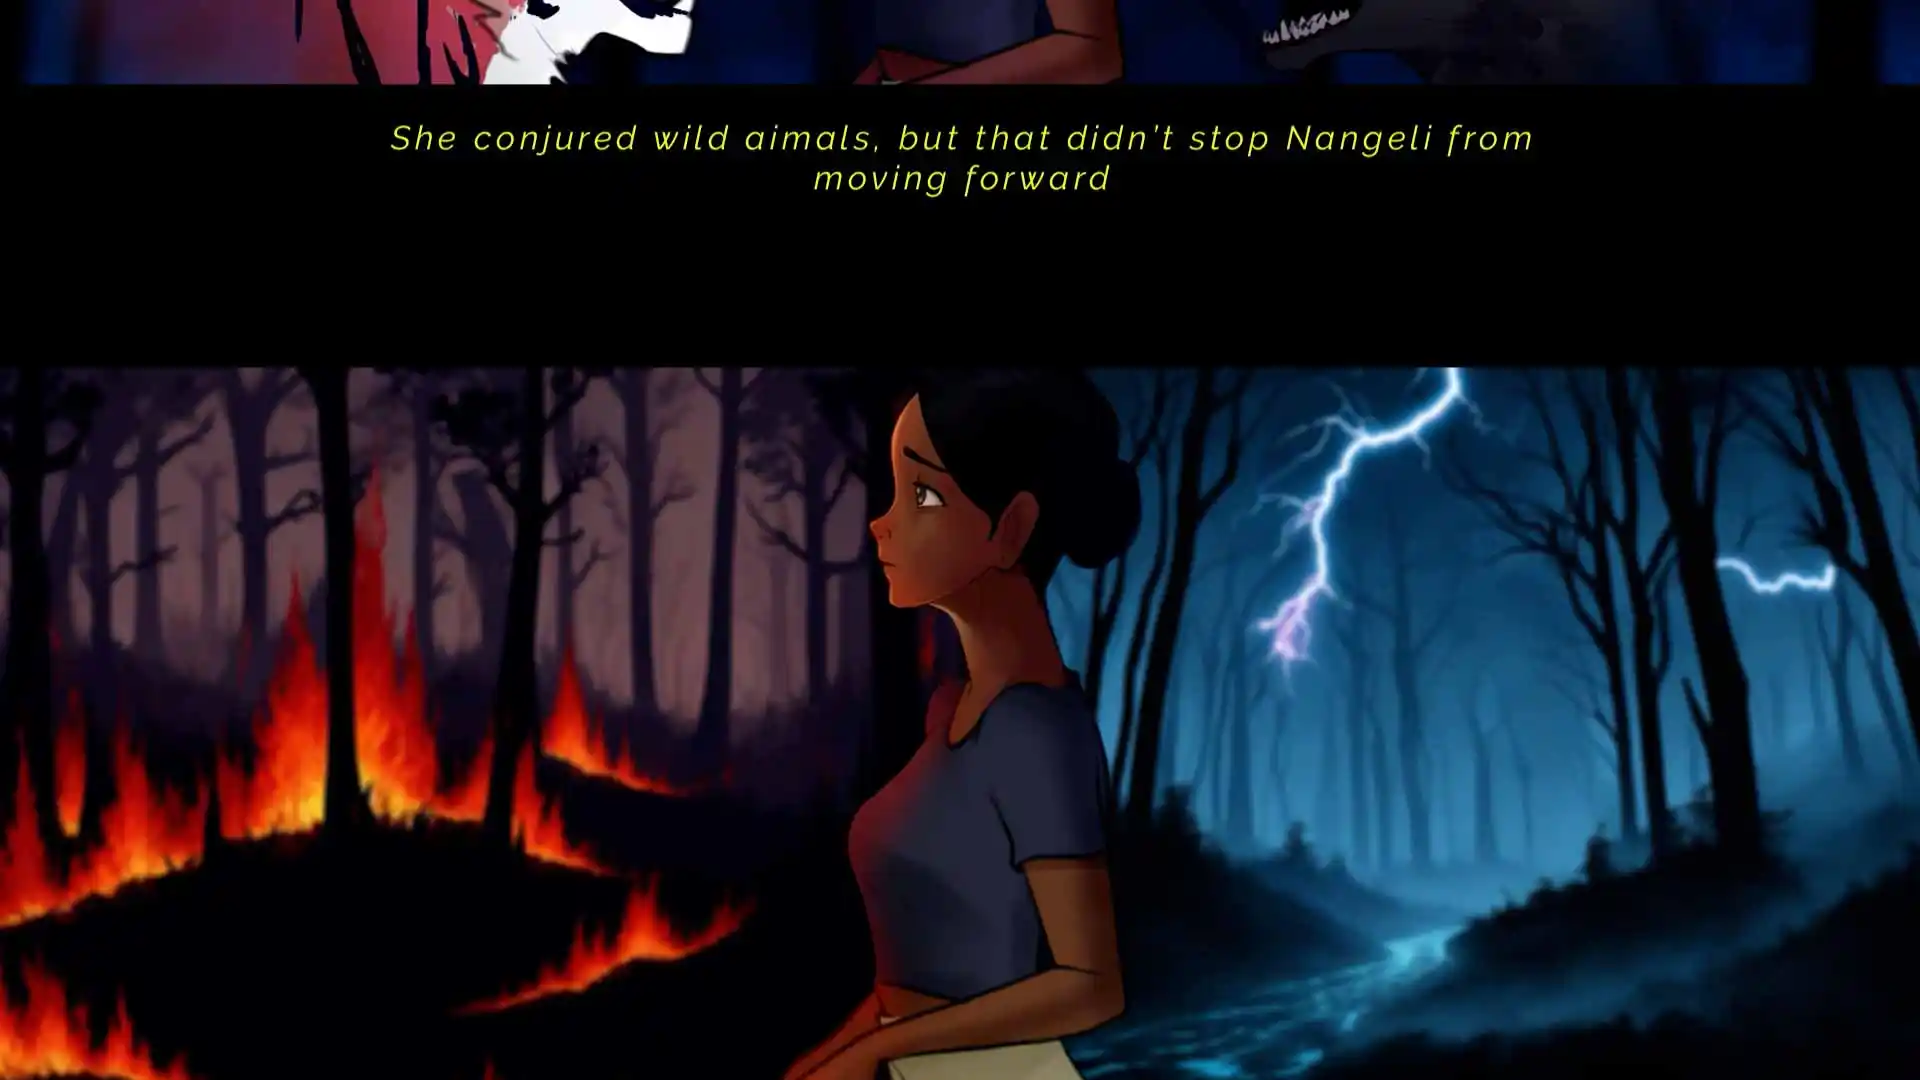 She conjured wild aimals, but that didn't stop Nangeli from
moving forward